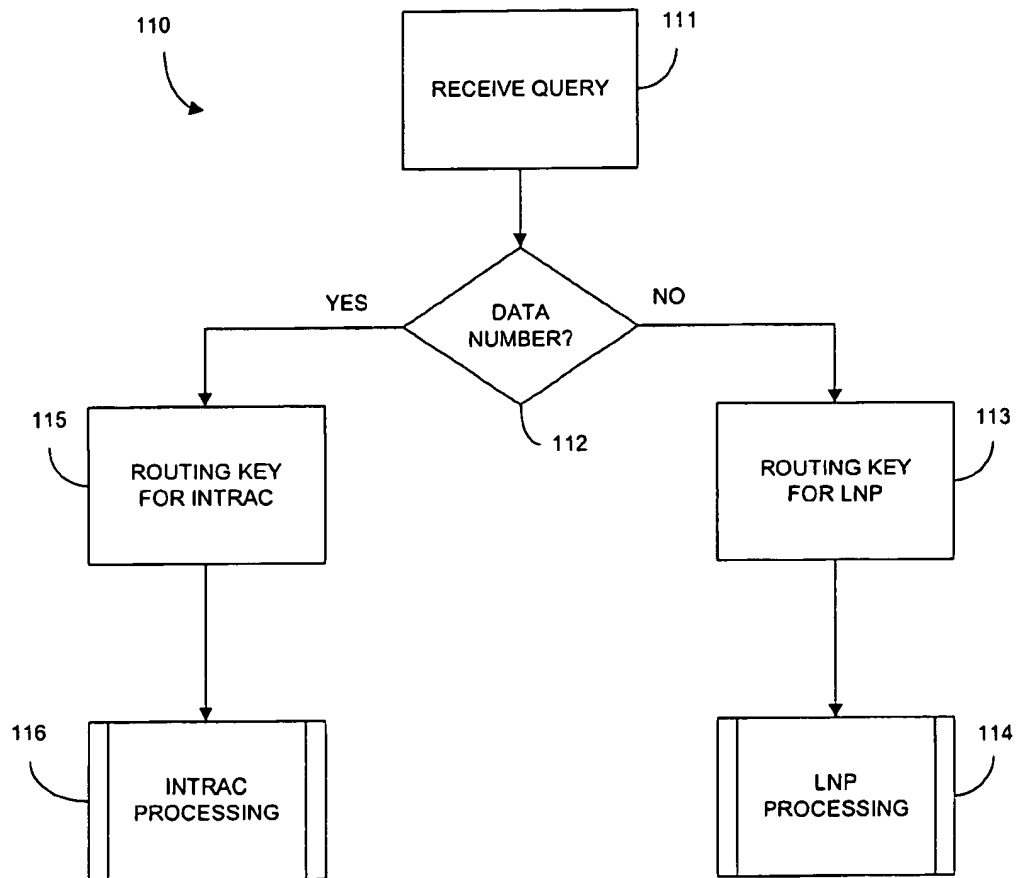 110
111
RECEIVE QUERY
YES
NO
DATA
NUMBER?
112
115
113
ROUTING KEY
FOR INTRAC
ROUTING KEY
FOR LNP
116
114
INTRAC
PROCESSING
LNP
PROCESSING